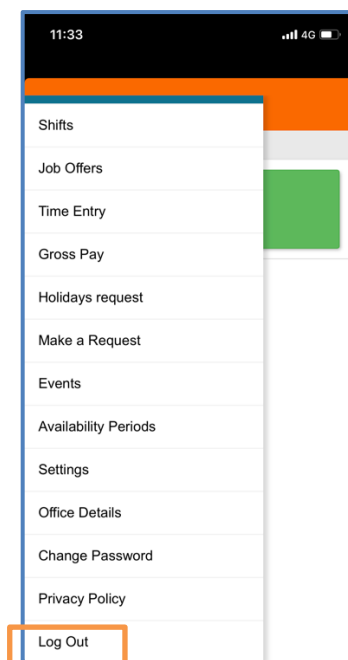 11:33 4G
Shifts
Job Offers
Time Entry
Gross Pay
Holidays request
Make a Request
Events
Availability Periods
Settings
Office Details
Change Password
Privacy Policy
Log Out